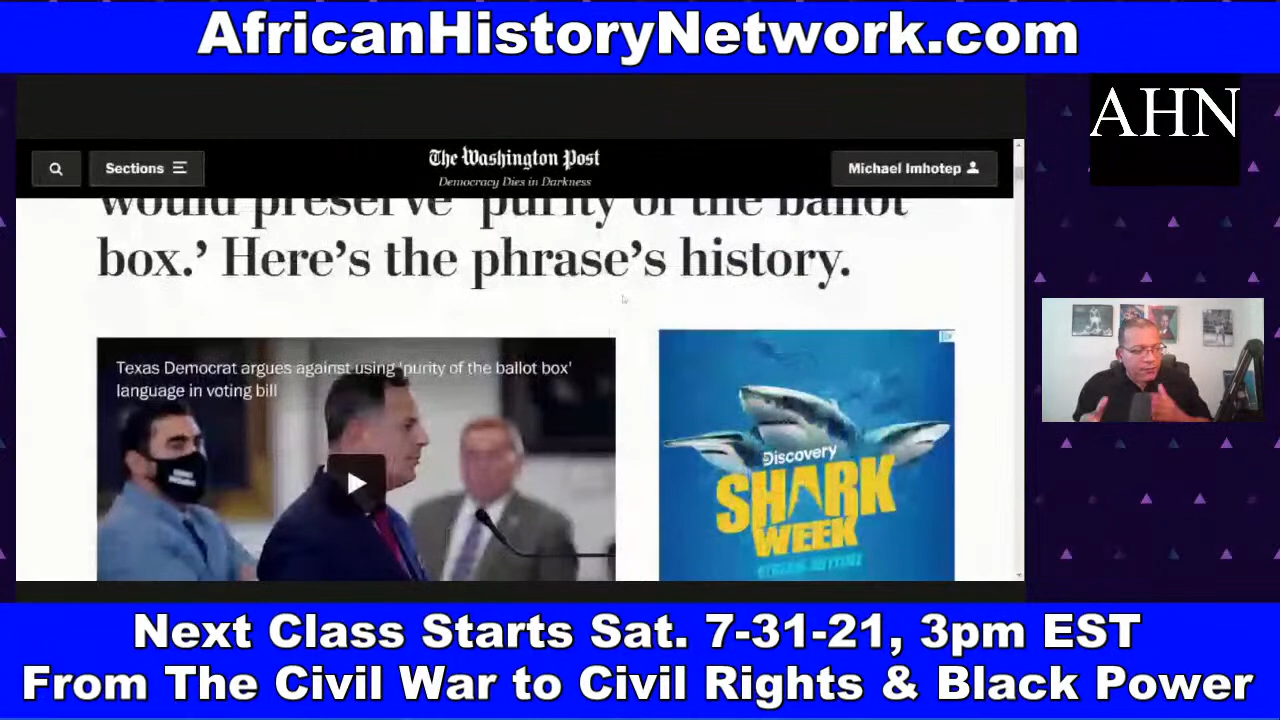 AfricanHistoryNetwork.com
AHN
Sections
The Washington Post
Democracy Dies in Darkness
Michael Imhotep
would preserve 'purity of the ballot
box.' Here's the phrase's history.
Texas Democrat argues against using 'purity of the ballot box'
language in voting bill
Discovery
SHARK
WEEK
Next Class Starts Sat. 7-31-21, 3pm EST
From The Civil War to Civil Rights & Black Power